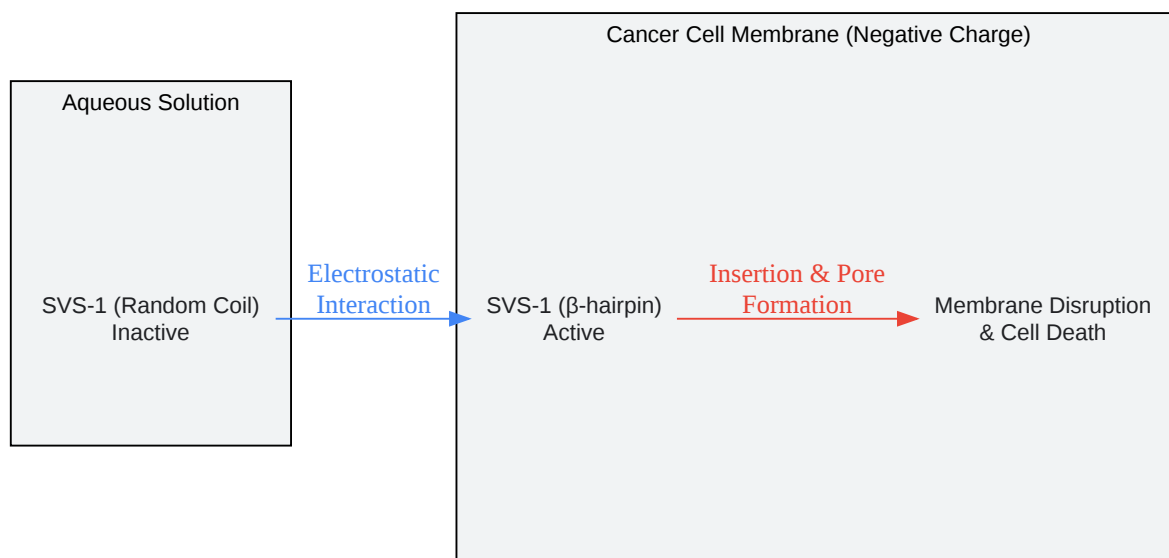 Cancer Cell Membrane (Negative Charge)
Aqueous Solution
SVS-1 (Random Coil)
Inactive
Electrostatic
Interaction
SVS-1 (β-hairpin)
Active
Insertion & Pore
Formation
Membrane Disruption
& Cell Death